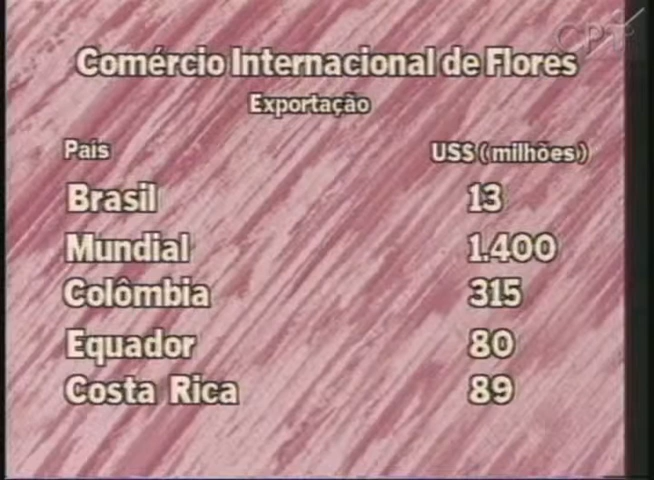 CPT
Comércio Internacional de Flores
Exportação
País US$ (milhões)
Brasil 13
Mundial 1.400
Colômbia 315
Equador 80
Costa Rica 89